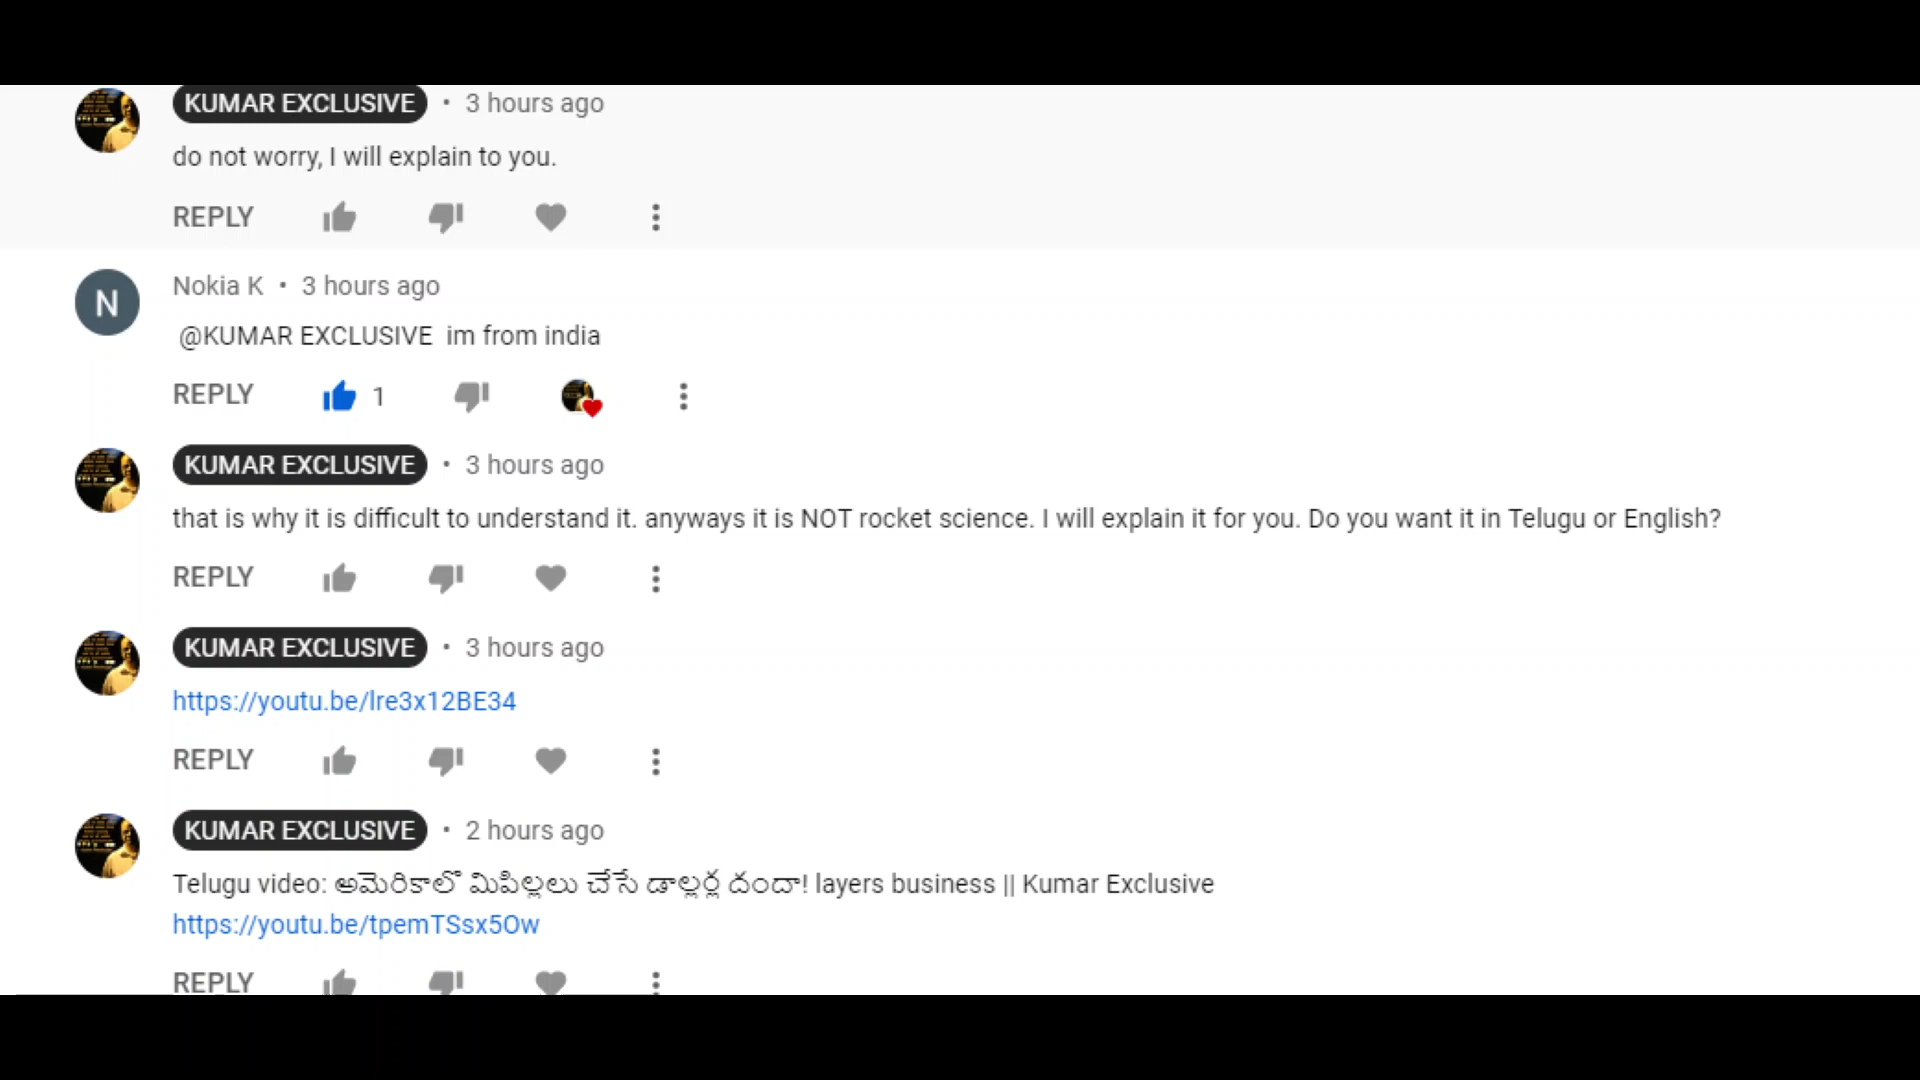 KUMAR EXCLUSIVE • 3 hours ago
do not worry, I will explain to you.
REPLY
N
Nokia K • 3 hours ago
@KUMAR EXCLUSIVE im from india
REPLY 1
KUMAR EXCLUSIVE • 3 hours ago
that is why it is difficult to understand it. anyways it is NOT rocket science. I will explain it for you. Do you want it in Telugu or English?
REPLY
KUMAR EXCLUSIVE • 3 hours ago
https://youtu.be/lre3x12BE34
REPLY
KUMAR EXCLUSIVE • 2 hours ago
Telugu video: అమెరికాలొ మిపిల్లలు చేసే డాల్లర్ల దందా! layers business || Kumar Exclusive
https://youtu.be/tpemTSsx5Ow
REPLY